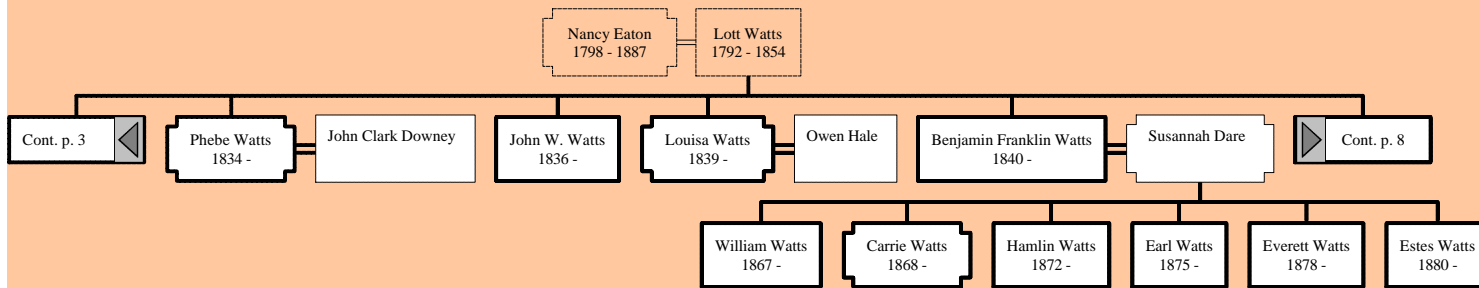 Nancy Eaton
1798 - 1887
Lott Watts
1792 - 1854
Cont. p. 3
Phebe Watts
1834 -
John Clark Downey
John W. Watts
1836 -
Louisa Watts
1839 -
Owen Hale
Benjamin Franklin Watts
1840 -
Susannah Dare
Cont. p. 8
William Watts
1867 -
Carrie Watts
1868 -
Hamlin Watts
1872 -
Earl Watts
1875 -
Everett Watts
1878 -
Estes Watts
1880 -